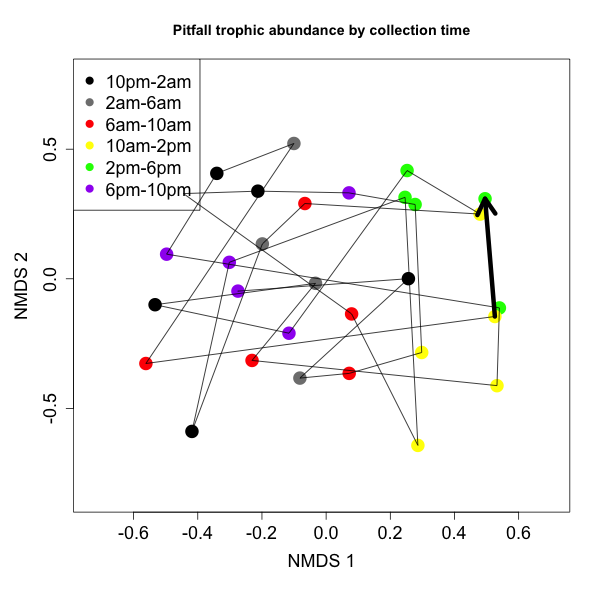 Pitfall trophic abundance by collection time
10pm-2am
2am-6am
6am-10am
10am-2pm
2pm-6pm
6pm-10pm
0.5
0.0
-0.5
NMDS 2
-0.6
-0.4
-0.2
0.0
0.2
0.4
0.6
NMDS 1